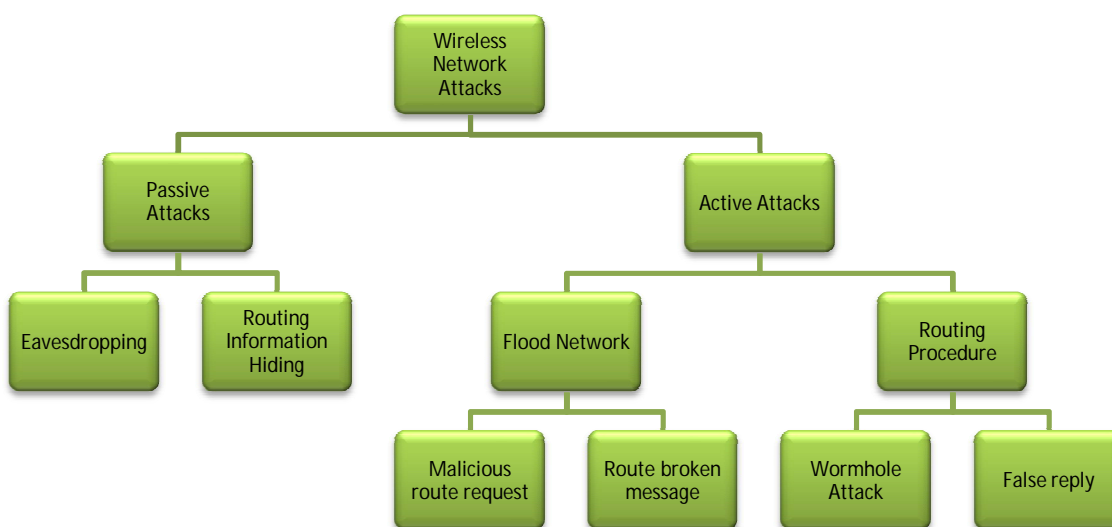 Wireless
Network
Attacks
Passive
Attacks
Active Attacks
Eavesdropping
Routing
Information
Hiding
Flood Network
Routing
Procedure
Malicious
route request
Route broken
message
Wormhole
Attack
False reply